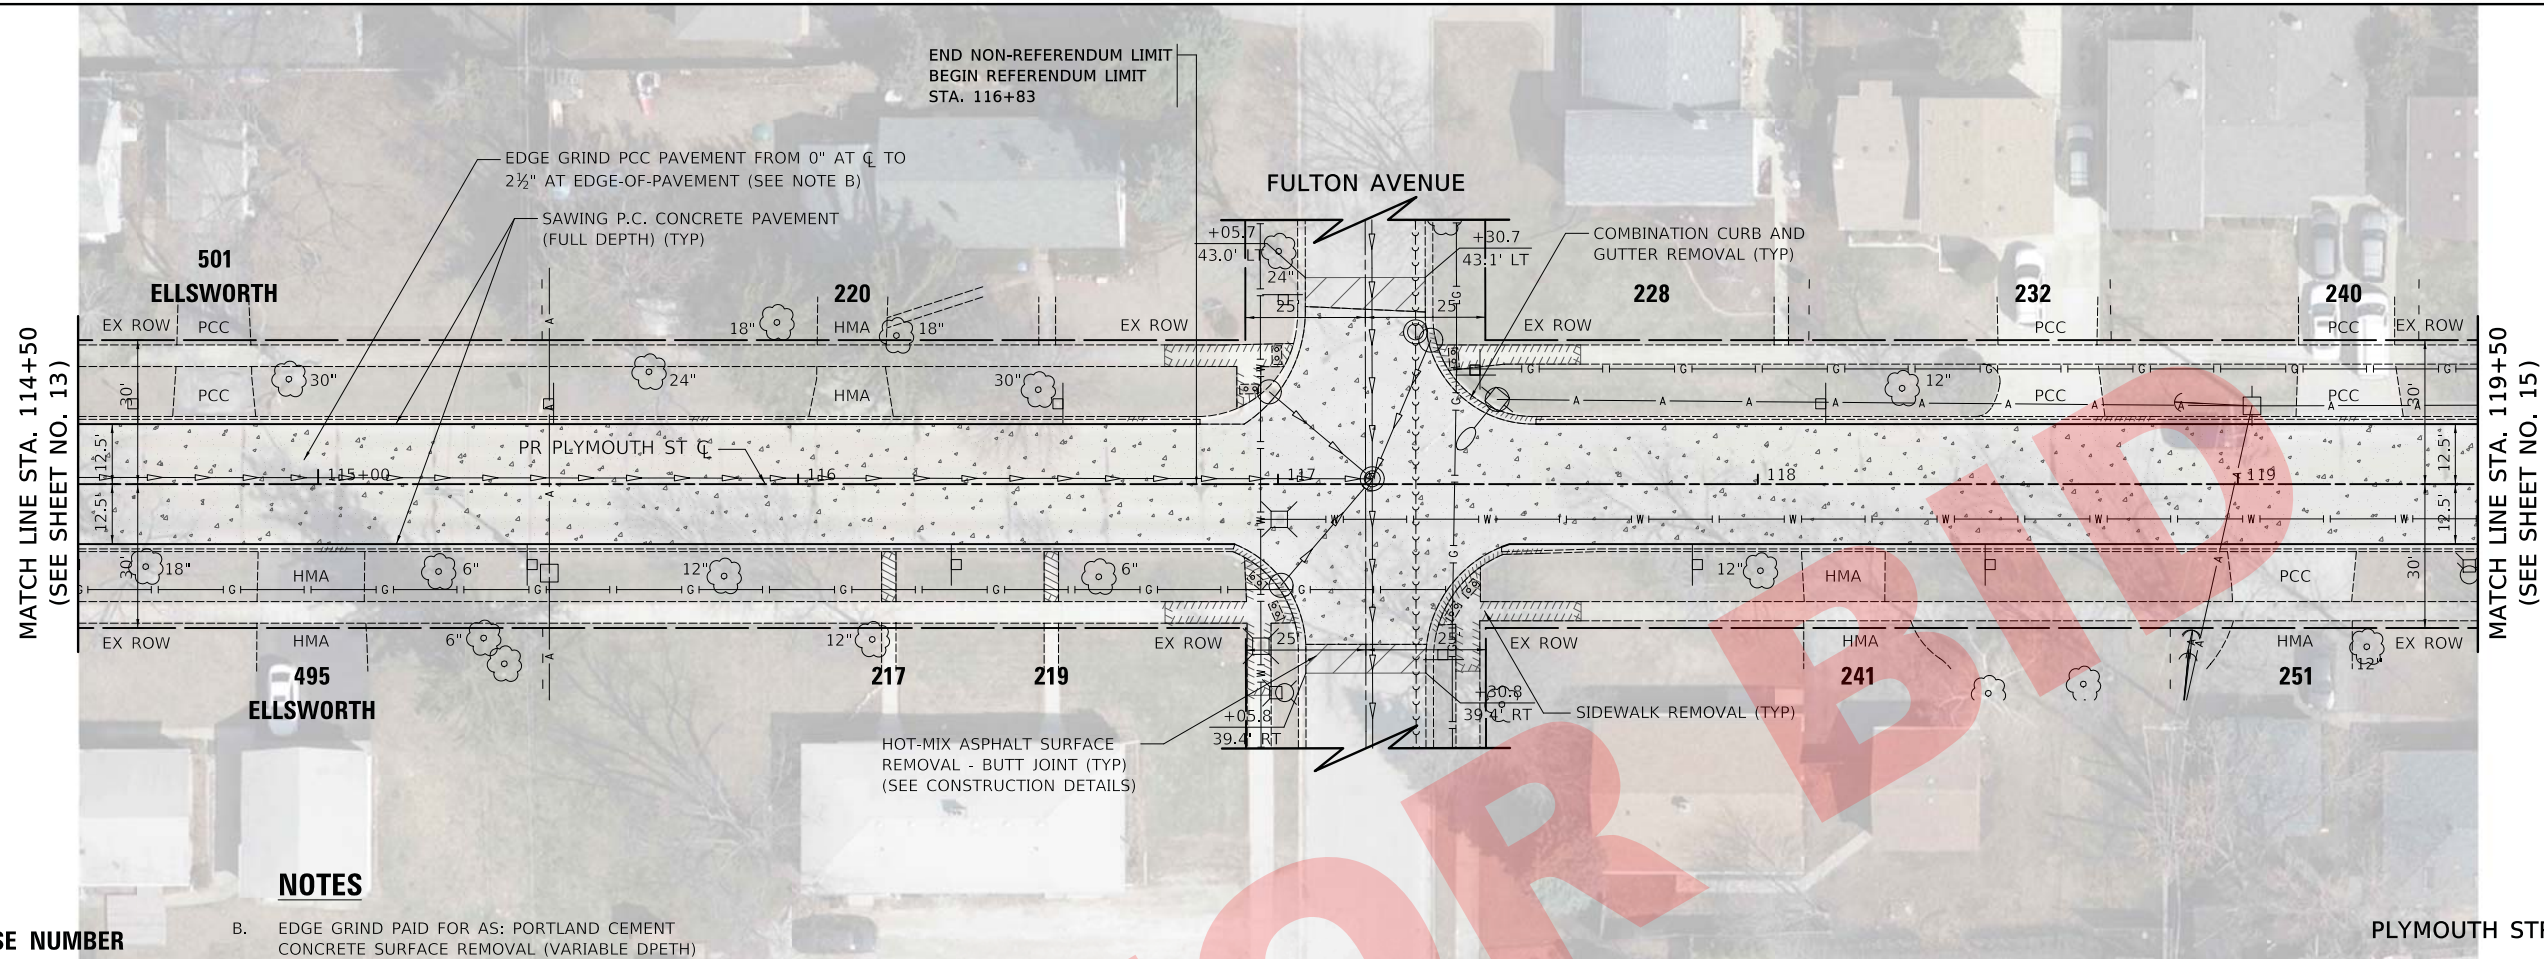 END NON-REFERENDUM LIMIT
BEGIN REFERENDUM LIMIT
STA. 116+83
EDGE GRIND PCC PAVEMENT FROM 0" AT ℄ TO
2½" AT EDGE-OF-PAVEMENT (SEE NOTE B)
SAWING P.C. CONCRETE PAVEMENT
(FULL DEPTH) (TYP)
FULTON AVENUE
COMBINATION CURB AND
GUTTER REMOVAL (TYP)
+05.7
43.0' LT
+30.7
43.1' LT
24"
25'
25'
501
ELLSWORTH
220
228
232
240
EX ROW
PCC
18"
HMA
18"
EX ROW
EX ROW
PCC
PCC
EX ROW
MATCH LINE STA. 114+50
(SEE SHEET NO. 13)
MATCH LINE STA. 119+50
(SEE SHEET NO. 15)
30'
PCC
30"
24"
HMA
30"
12"
PCC
PCC
30'
G G G G G G G
A A A A A A A A A A
12.5'
12.5'
PR PLYMOUTH ST ℄
115+00
116
117
118
119
12.5'
12.5'
W W W W W W W W W
30'
18"
HMA
6"
12"
6"
12"
HMA
PCC
30'
G G G G G G G G G
EX ROW
HMA
6"
12"
EX ROW
25'
25'
EX ROW
HMA
HMA
12"
EX ROW
495
ELLSWORTH
217
219
241
251
+05.8
39.4' RT
+30.8
39.4' RT
SIDEWALK REMOVAL (TYP)
HOT-MIX ASPHALT SURFACE
REMOVAL - BUTT JOINT (TYP)
(SEE CONSTRUCTION DETAILS)
NOTES
B. EDGE GRIND PAID FOR AS: PORTLAND CEMENT
CONCRETE SURFACE REMOVAL (VARIABLE DPETH)
SE NUMBER
PLYMOUTH STR
OR BID